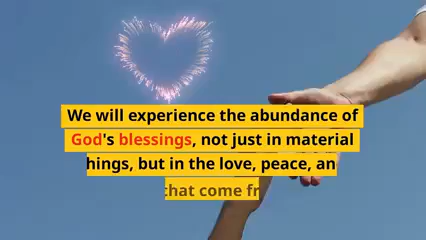 We will experience the abundance of
God's blessings, not just in material
hings, but in the love, peace, an
that come fr